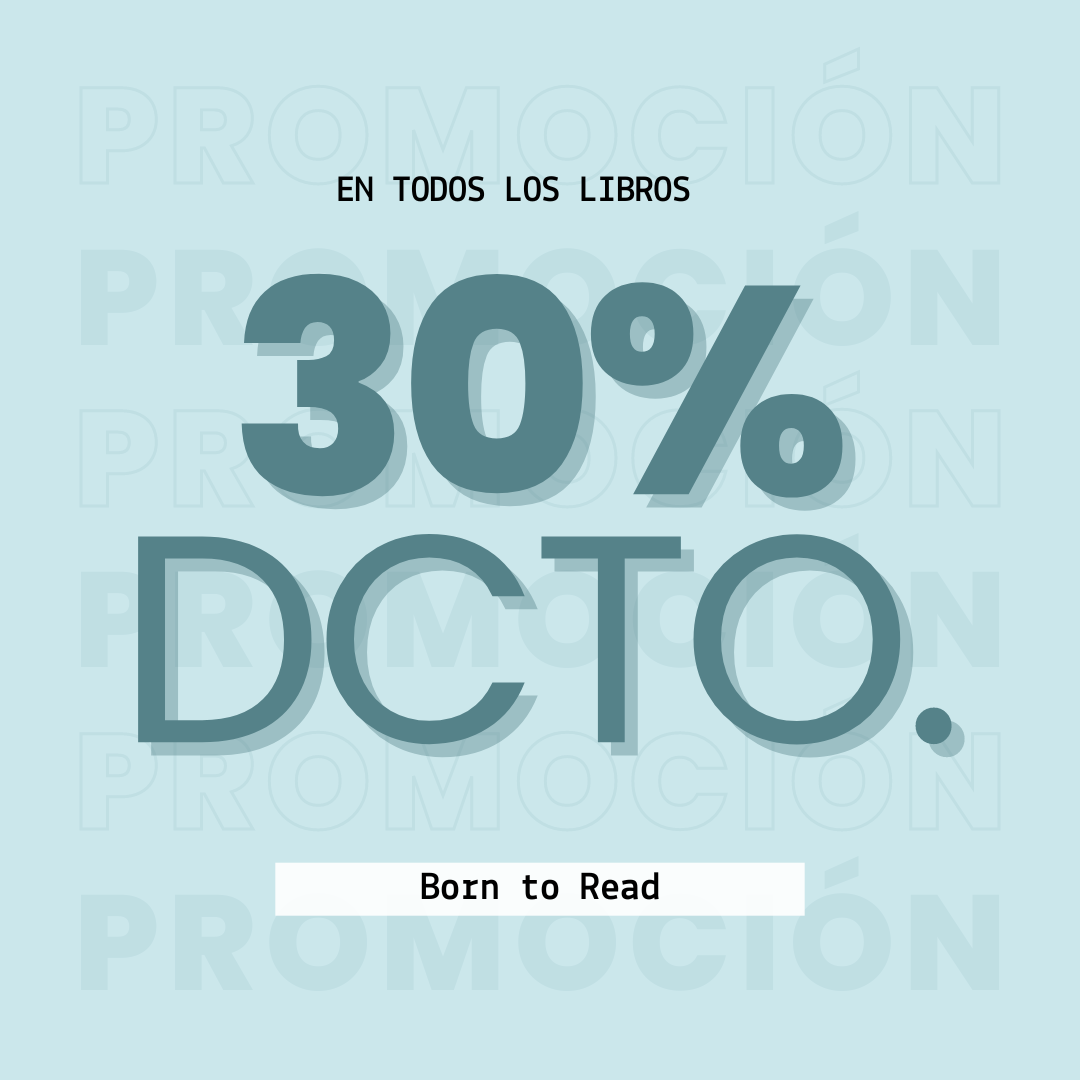 PROMOCIÓN
EN TODOS LOS LIBROS
PROMOCIÓN
30%
PROMOCIÓN
DCTO.
PROMOCIÓN
PROMOCIÓN
Born to Read
PROMOCIÓN